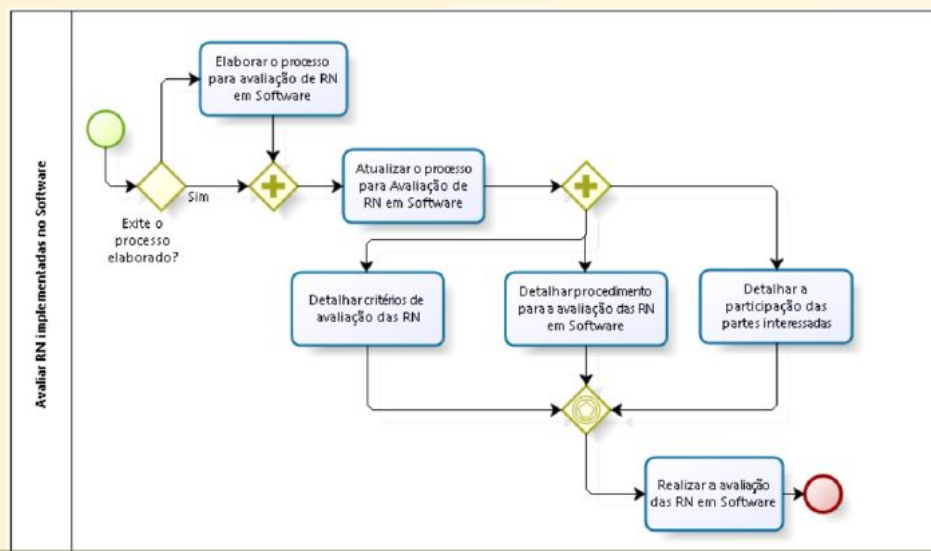 Avaliar RN implementadas no Software
Elaborar o processo
para avaliação de RN
em Software
Exite o
processo
elaborado?
Sim
Atualizar o processo
para Avaliação de
RN em Software
Detalhar critérios de
avaliação das RN
Detalhar procedimento
para a avaliação das RN
em Software
Detalhar a
participação das
partes interessadas
Realizar a avaliação
das RN em Software